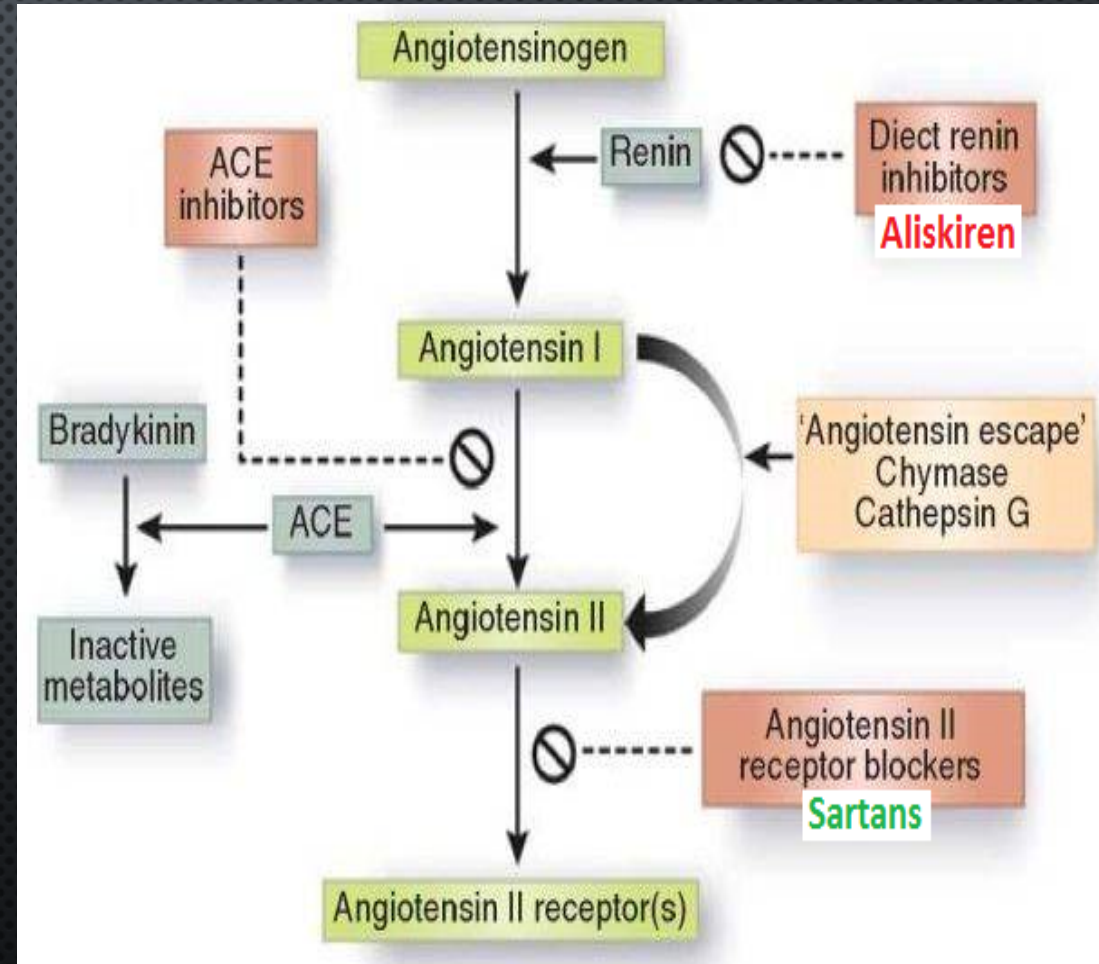 Angiotensinogen
ACE
inhibitors
Renin
Diect renin
inhibitors
Aliskiren
Angiotensin I
Bradykinin
'Angiotensin escape'
Chymase
Cathepsin G
ACE
Angiotensin II
Inactive
metabolites
Angiotensin II
receptor blockers
Sartans
Angiotensin II receptor(s)